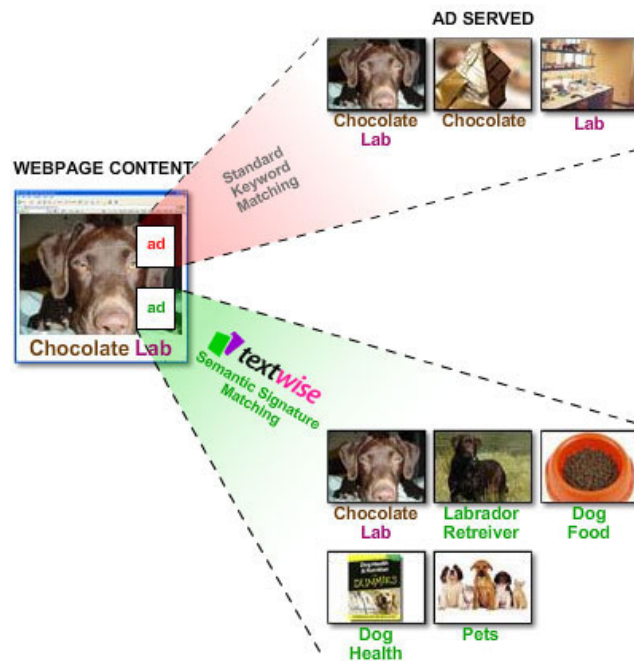 AD SERVED
Chocolate
Lab
Chocolate
Lab
Standard
Keyword
Matching
WEBPAGE CONTENT
ad
ad
Chocolate Lab
textwise
Semantic Signature
Matching
Chocolate
Lab
Labrador
Retreiver
Dog
Food
Dog Health
& Nutrition
DUMMIES
Dog
Health
Pets